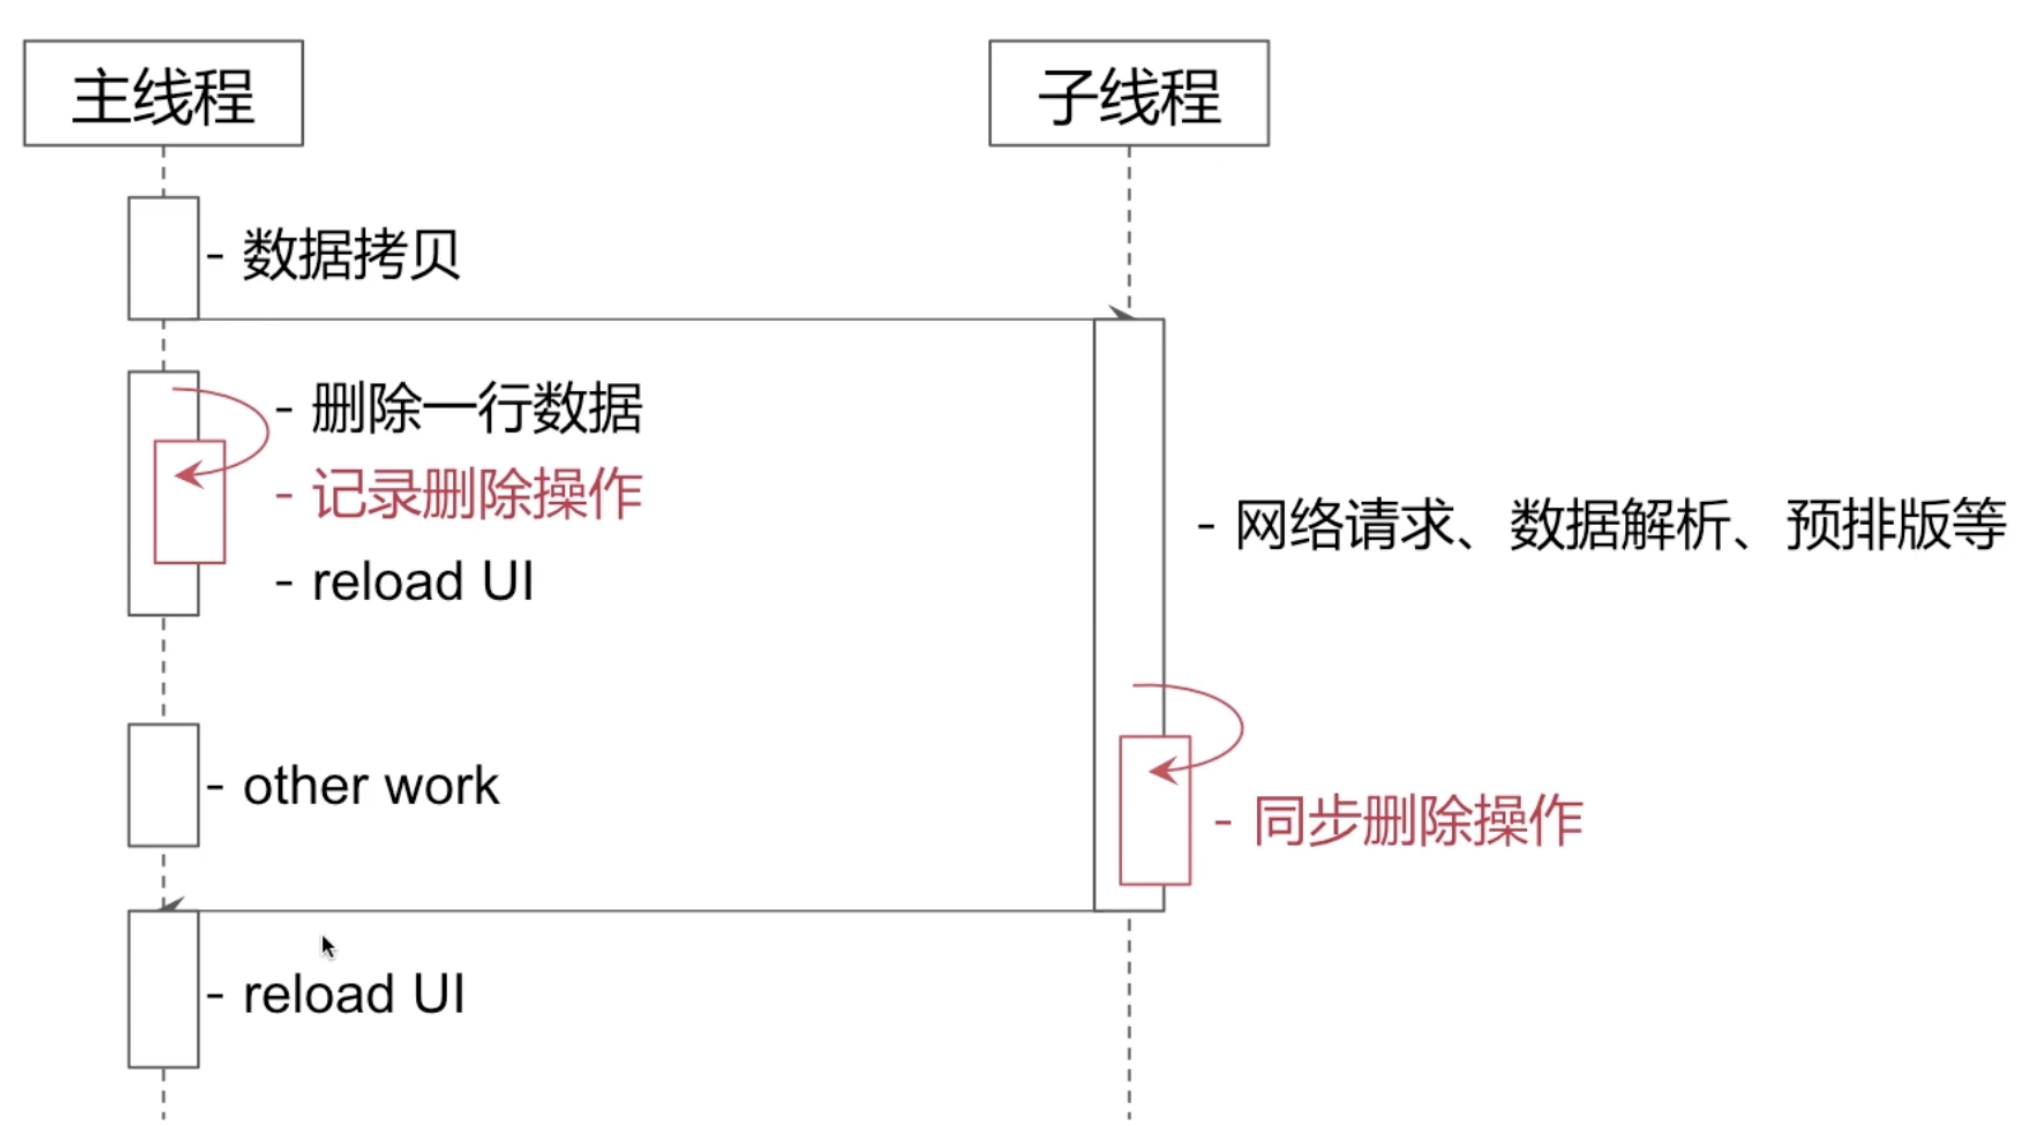 主线程
子线程
- 数据拷贝
- 删除一行数据
- 记录删除操作
- reload UI
- 网络请求、数据解析、预排版等
- other work
- 同步删除操作
- reload UI